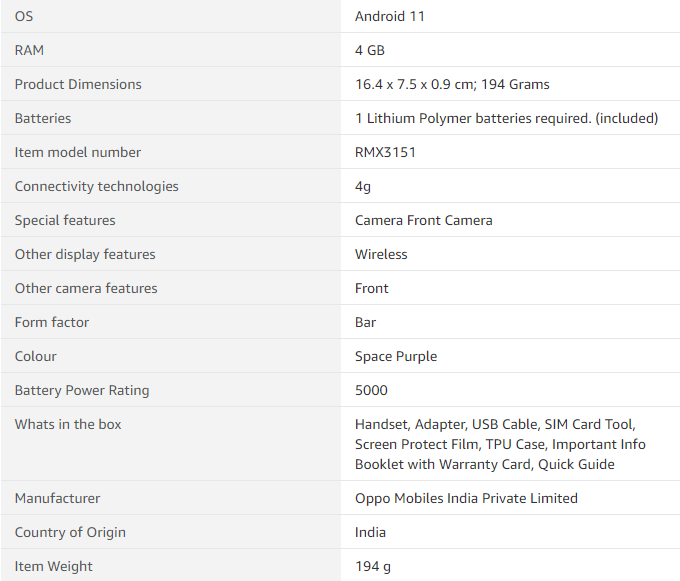 OS Android 11
RAM 4 GB
Product Dimensions 16.4 x 7.5 x 0.9 cm; 194 Grams
Batteries 1 Lithium Polymer batteries required. (included)
Item model number RMX3151
Connectivity technologies 4g
Special features Camera Front Camera
Other display features Wireless
Other camera features Front
Form factor Bar
Colour Space Purple
Battery Power Rating 5000
Whats in the box Handset, Adapter, USB Cable, SIM Card Tool,
Screen Protect Film, TPU Case, Important Info
Booklet with Warranty Card, Quick Guide
Manufacturer Oppo Mobiles India Private Limited
Country of Origin India
Item Weight 194 g